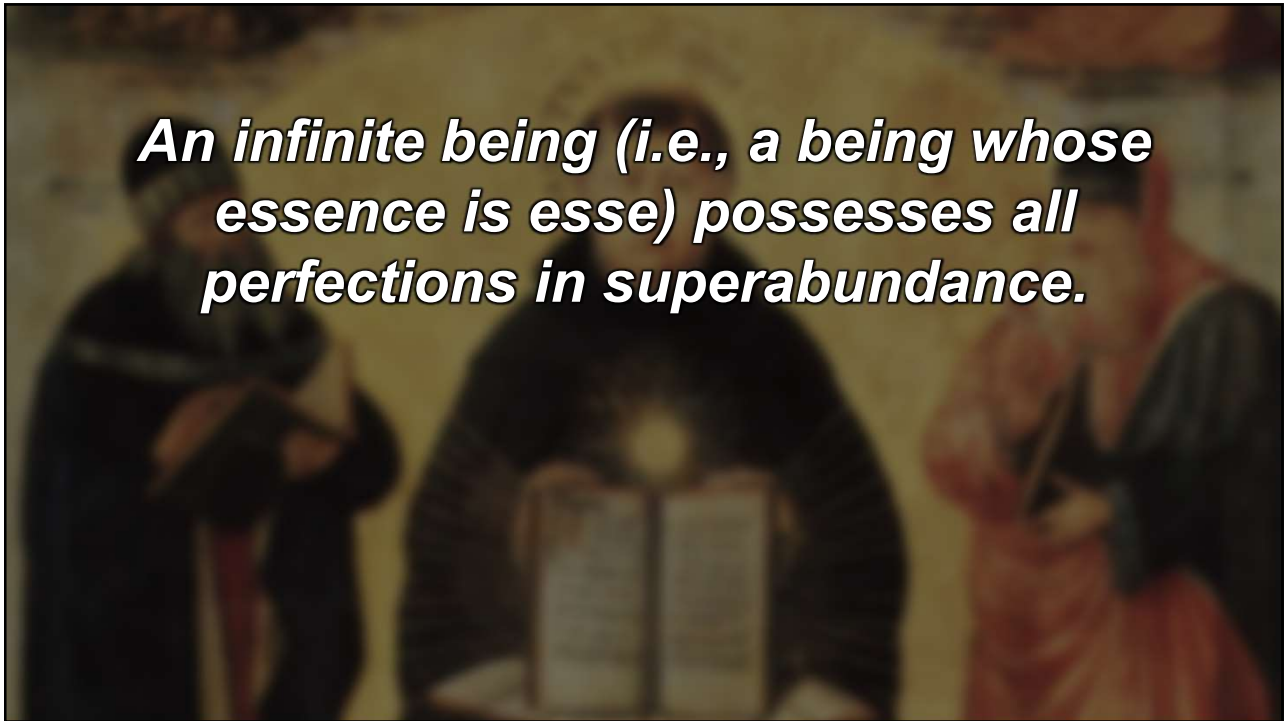 An infinite being (i.e., a being whose
essence is esse) possesses all
perfections in superabundance.